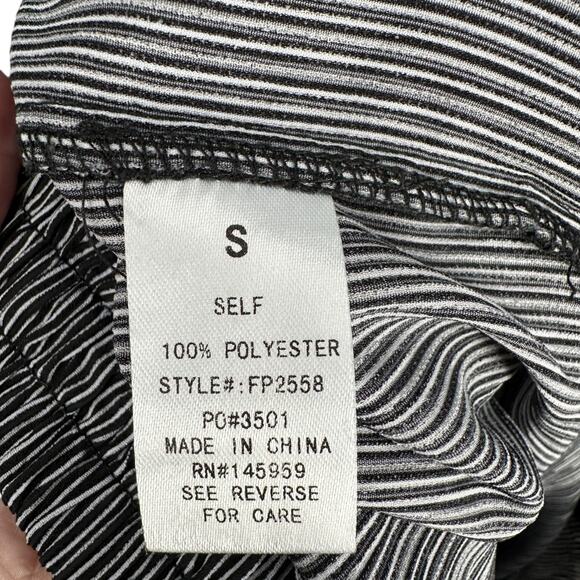 S
SELF
100% POLYESTER
STYLE#:FP2558
PO#3501
MADE IN CHINA
RN#145959
SEE REVERSE
FOR CARE